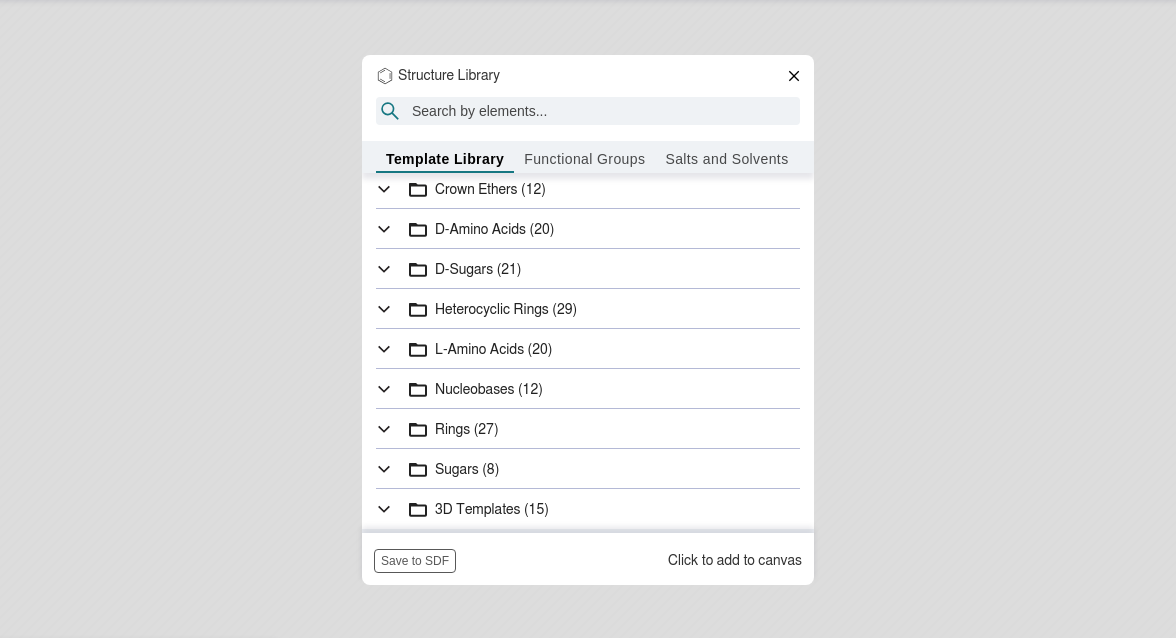 Structure Library
Search by elements...
Template Library Functional Groups Salts and Solvents
Crown Ethers (12)
D-Amino Acids (20)
D-Sugars (21)
Heterocyclic Rings (29)
L-Amino Acids (20)
Nucleobases (12)
Rings (27)
Sugars (8)
3D Templates (15)
Save to SDF Click to add to canvas